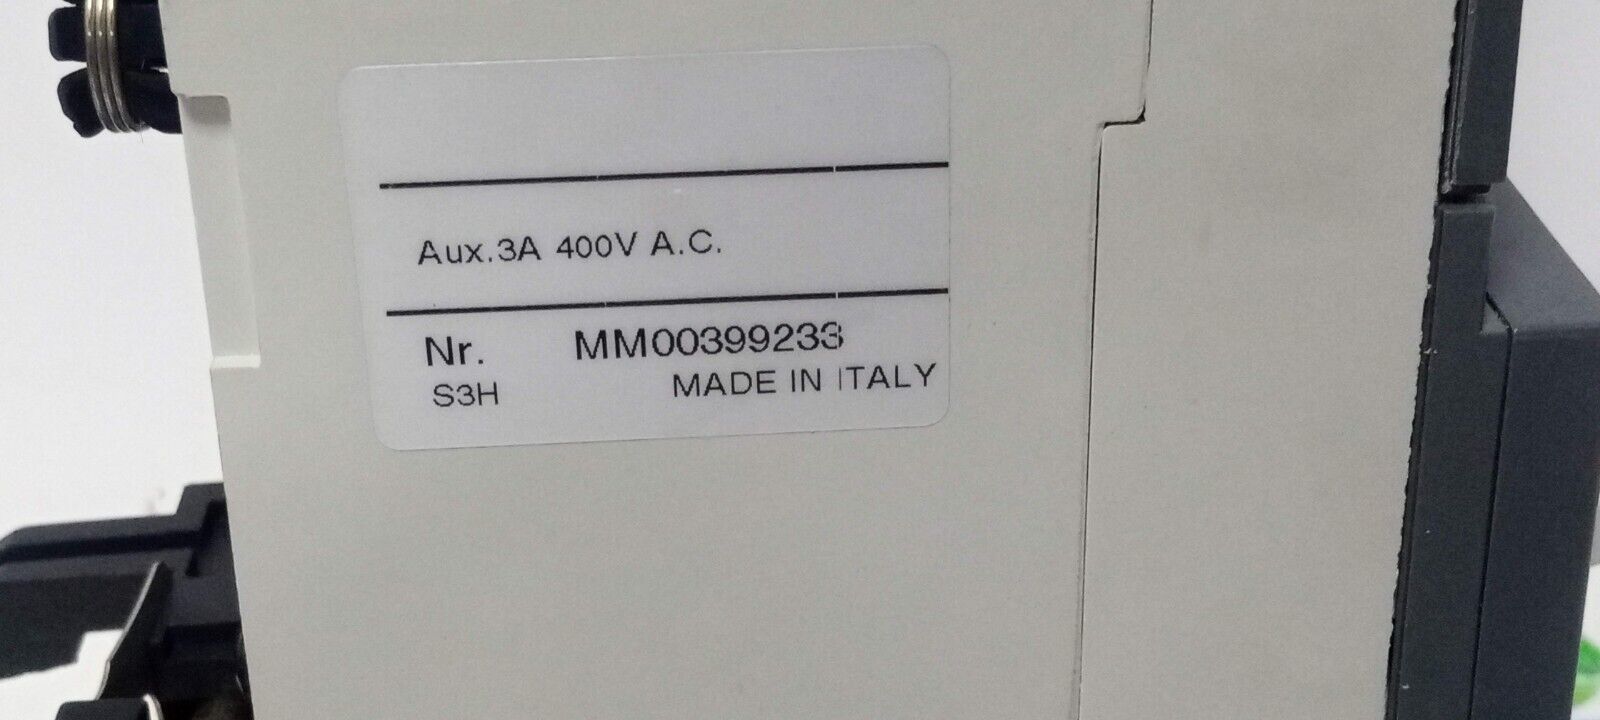 Aux.3A 400V A.C.
Nr. MM00399233
S3H MADE IN ITALY